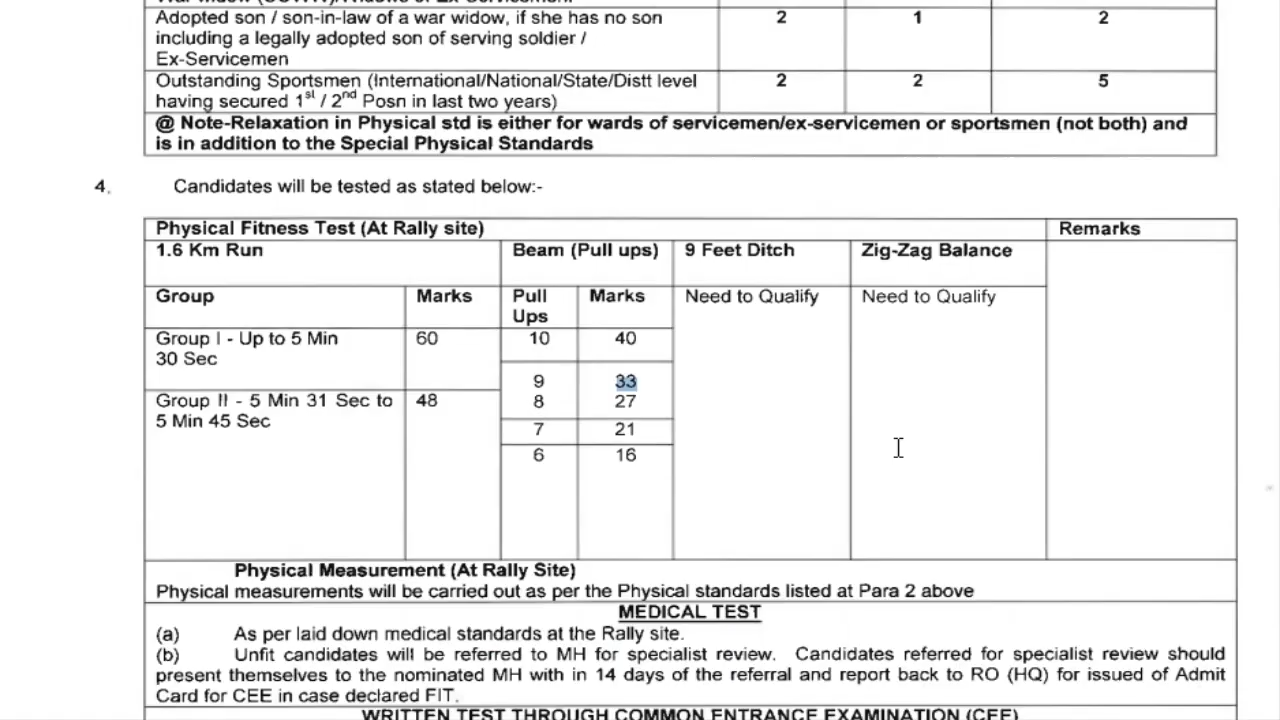 Adopted son / son-in-law of a war widow, if she has no son 2 1 2
including a legally adopted son of serving soldier /
Ex-Servicemen
Outstanding Sportsmen (International/National/State/Distt level 2 2 5
having secured 1st / 2nd Posn in last two years)
@ Note-Relaxation in Physical std is either for wards of servicemen/ex-servicemen or sportsmen (not both) and
is in addition to the Special Physical Standards
4. Candidates will be tested as stated below:-
Physical Fitness Test (At Rally site) Remarks
1.6 Km Run Beam (Pull ups) 9 Feet Ditch Zig-Zag Balance
Group Marks Pull Marks Need to Qualify Need to Qualify
Ups
Group I - Up to 5 Min 60 10 40
30 Sec
9 33
Group II - 5 Min 31 Sec to 48 8 27
5 Min 45 Sec
7 21
6 16
Physical Measurement (At Rally Site)
Physical measurements will be carried out as per the Physical standards listed at Para 2 above
MEDICAL TEST
(a) As per laid down medical standards at the Rally site.
(b) Unfit candidates will be referred to MH for specialist review. Candidates referred for specialist review should
present themselves to the nominated MH with in 14 days of the referral and report back to RO (HQ) for issued of Admit
Card for CEE in case declared FIT.
WRITTEN TEST THROUGH COMMON ENTRANCE EXAMINATION (CEE)